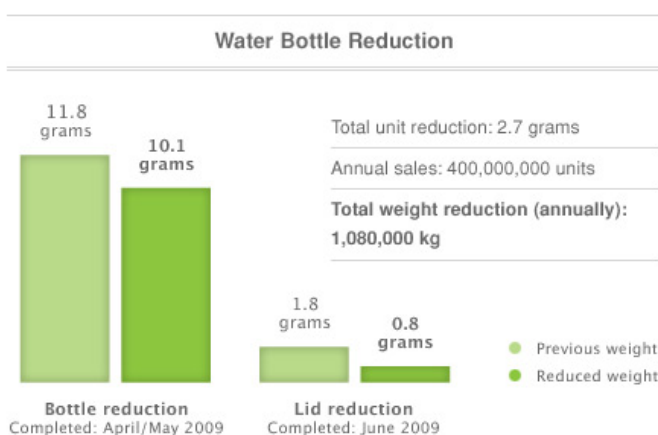 Water Bottle Reduction
11.8
grams
10.1
grams
Total unit reduction: 2.7 grams
Annual sales: 400,000,000 units
Total weight reduction (annually):
1,080,000 kg
1.8
grams
0.8
grams
Previous weight
Reduced weight
Bottle reduction
Completed: April/May 2009
Lid reduction
Completed: June 2009